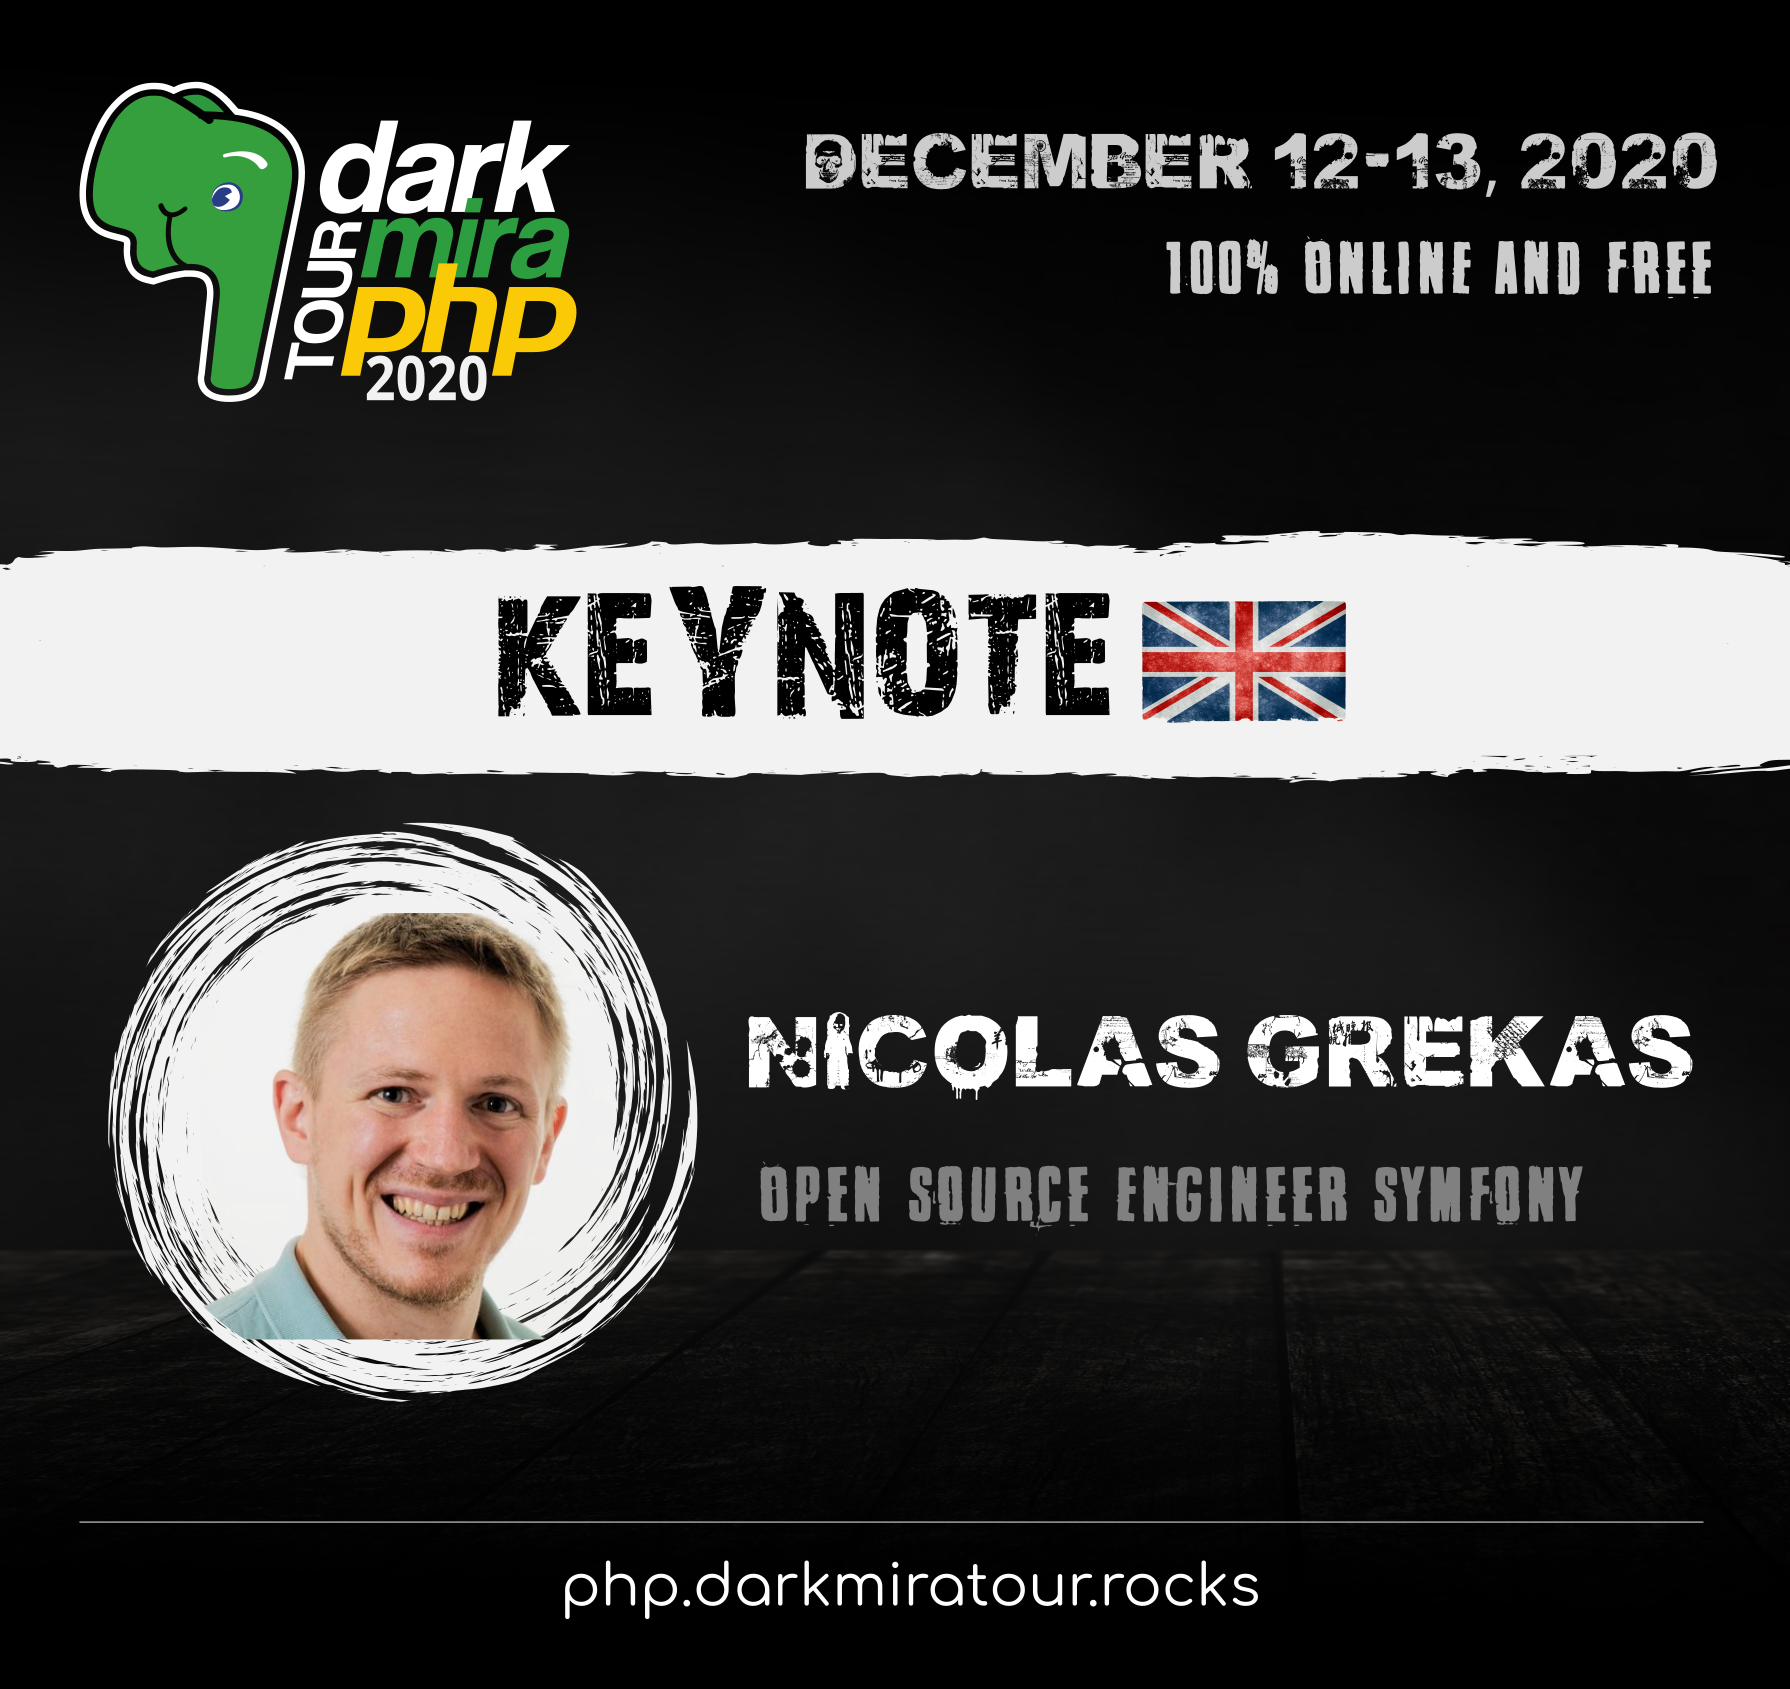 dark
mira
php
TOUR
2020
DECEMBER 12-13, 2020
100% ONLINE AND FREE
KEYNOTE
NICOLAS GREKAS
OPEN SOURCE ENGINEER SYMFONY
php.darkmiratour.rocks